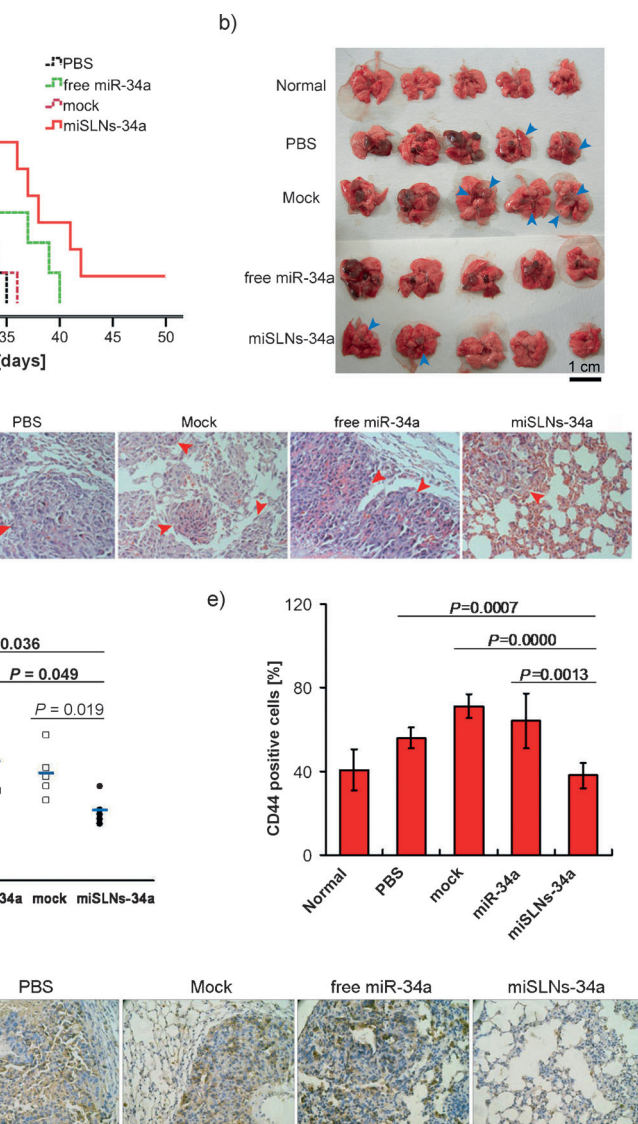 b)
PBS
free miR-34a
mock
miSLNs-34a
35 40 45 50
[days]
Normal
PBS
Mock
free miR-34a
miSLNs-34a
1 cm
PBS Mock free miR-34a miSLNs-34a
0.036
P = 0.049
P = 0.019
34a mock miSLNs-34a
e)
CD44 positive cells [%]
120
80
40
0
P=0.0007
P=0.0000
P=0.0013
Normal PBS mock miR-34a miSLNs-34a
PBS Mock free miR-34a miSLNs-34a